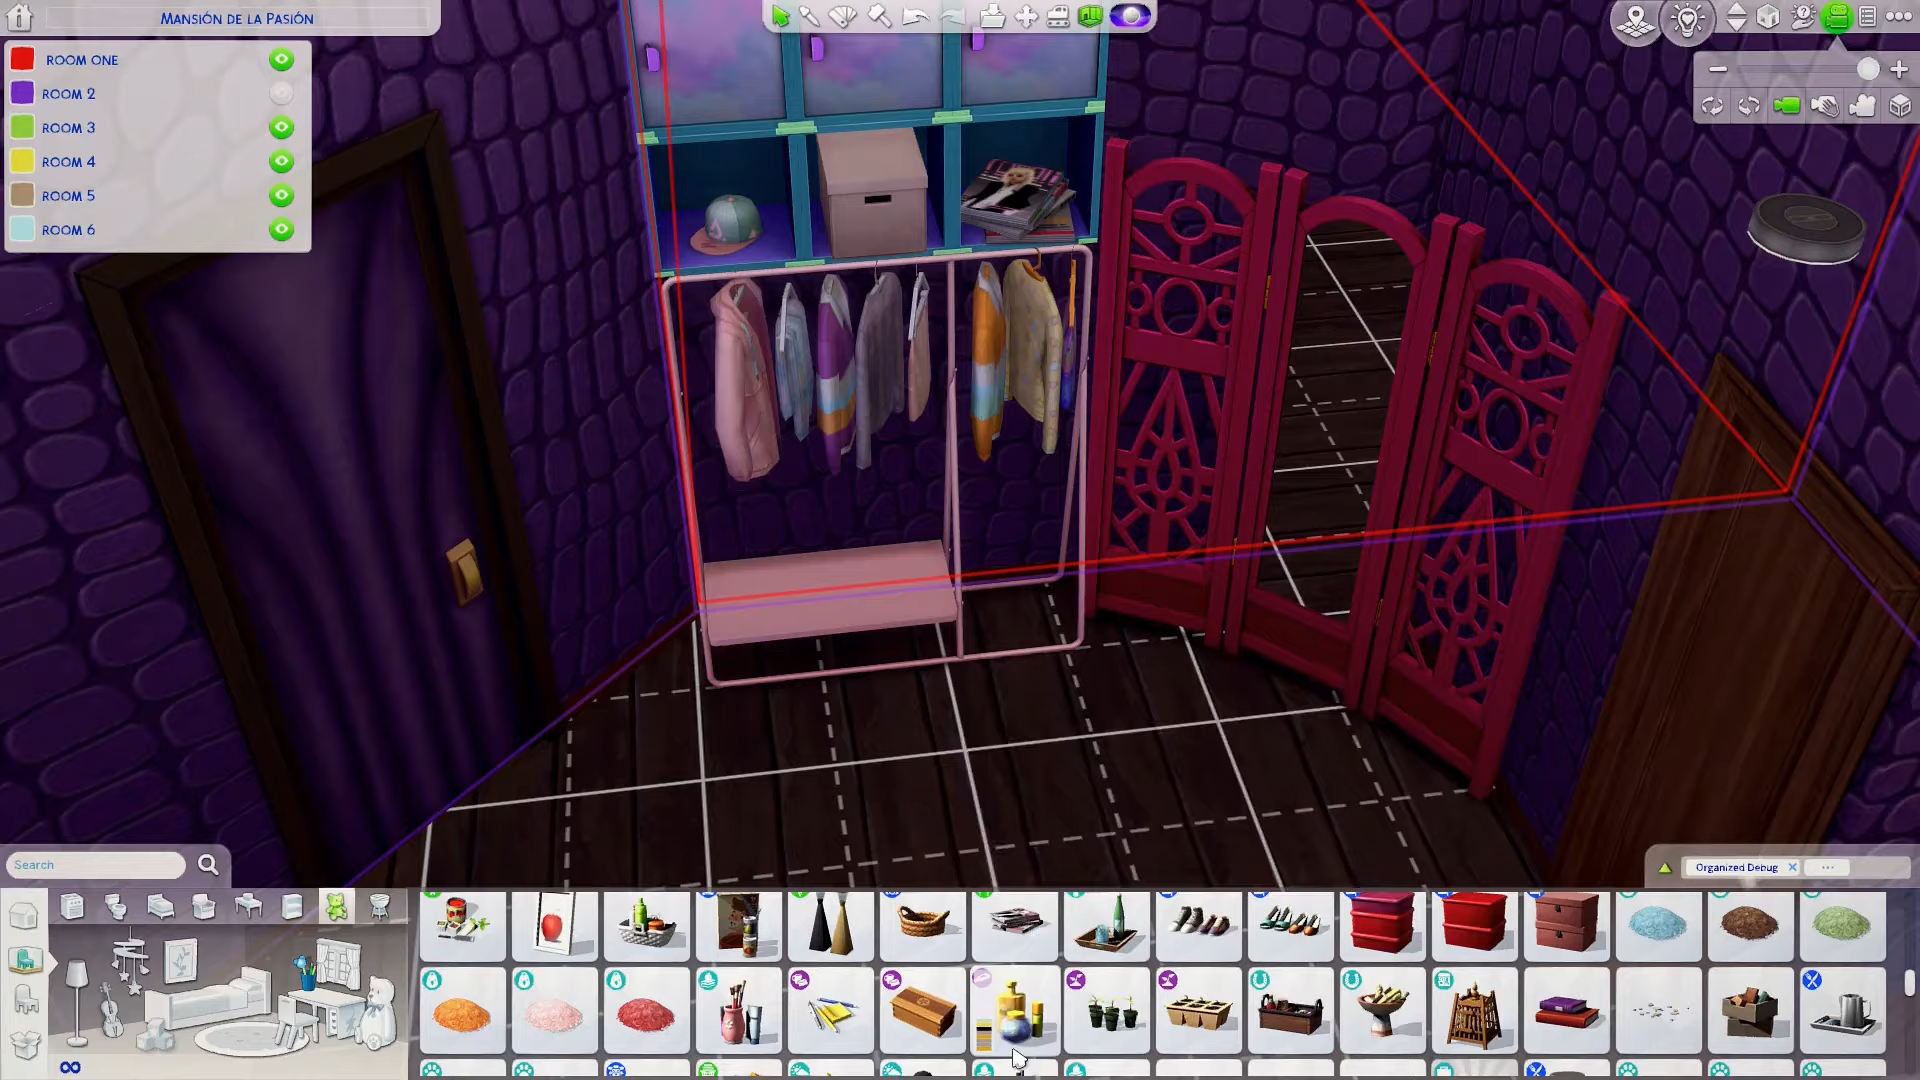 MANSIÓN DE LA PASIÓN
ROOM ONE
ROOM 2
ROOM 3
ROOM 4
ROOM 5
ROOM 6
Search
Organized Debug